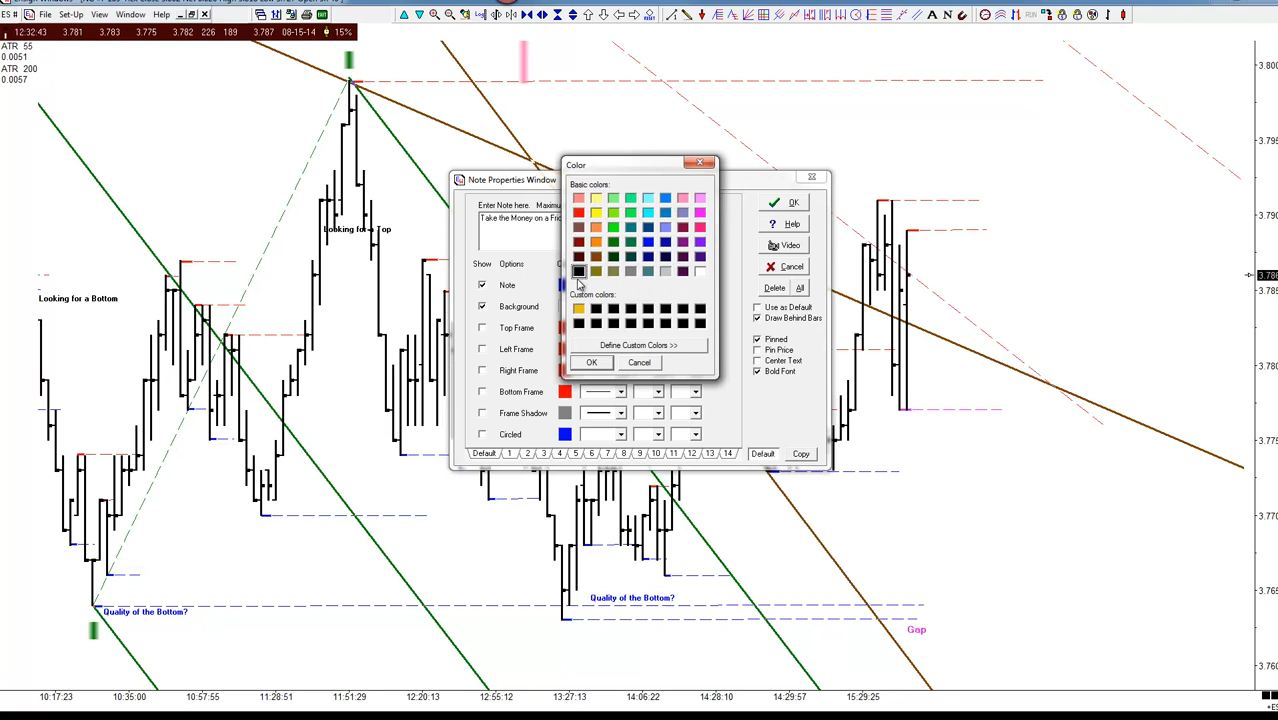 ES #
File Set-Up View Window Help
Log
RESET
A N RUN
12:32:43 3.781 3.783 3.775 3.782 226 189 3.787 08-15-14 15%
ATR 55
0.0051
ATR 200
0.0057
3.800
3.790
3.786
3.785
3.780
3.775
3.770
3.765
3.760
Looking for a Top
Looking for a Bottom
Quality of the Bottom?
Quality of the Bottom?
Gap
Note Properties Window
Enter Note here. Maximu
Take the Money on a Frid
Show Options
Note
Background
Top Frame
Left Frame
Right Frame
Bottom Frame
Frame Shadow
Circled
Default 1 2 3 4 5 6 7 8 9 10 11 12 13 14
OK
? Help
Video
Cancel
Delete All
Use as Default
Draw Behind Bars
Pinned
Pin Price
Center Text
Bold Font
Default Copy
Color
Basic colors:
Custom colors:
Define Custom Colors >>
OK Cancel
10:17:23 10:35:00 10:57:55 11:28:51 11:51:29 12:20:13 12:55:12 13:27:13 14:06:22 14:28:10 14:29:57 15:29:25